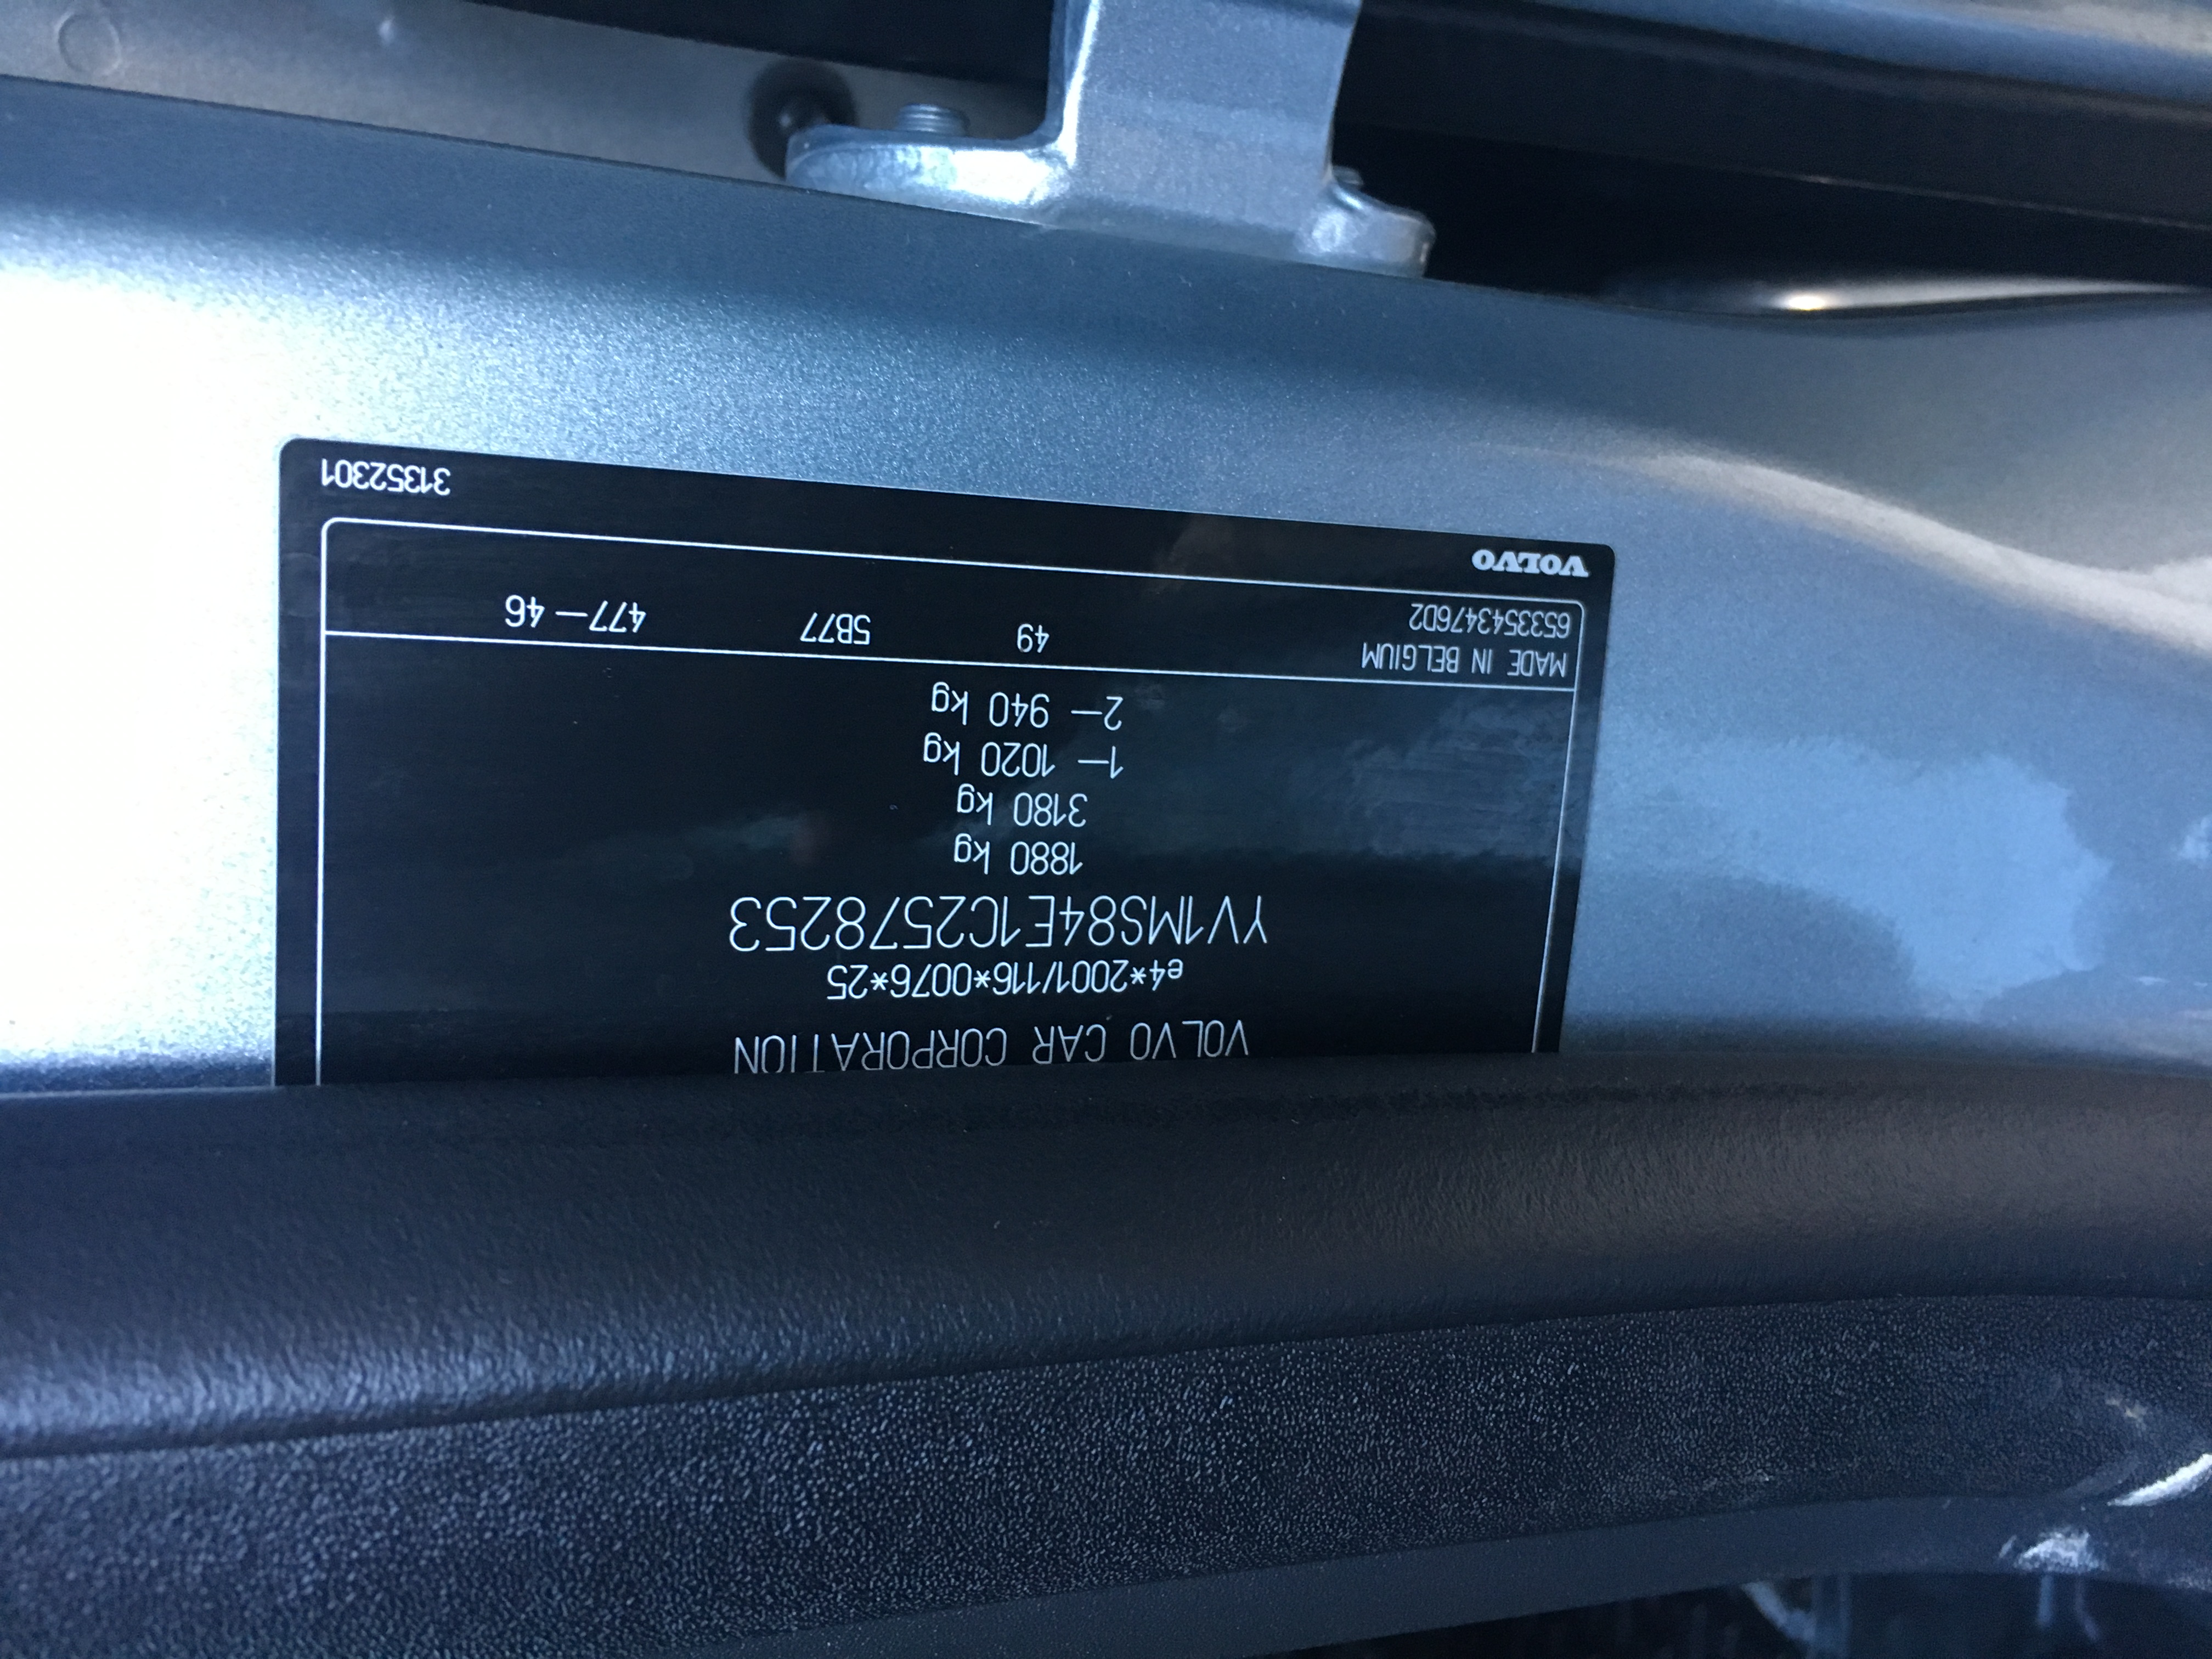 VOLVO CAR CORPORATION
e4*2001/116*0076*25
YV1MS84E1C2578253
1880 kg
3180 kg
1— 1020 kg
2— 940 kg
MADE IN BELGIUM
6533543476D2 49 5B77 477—46
VOLVO
31352301